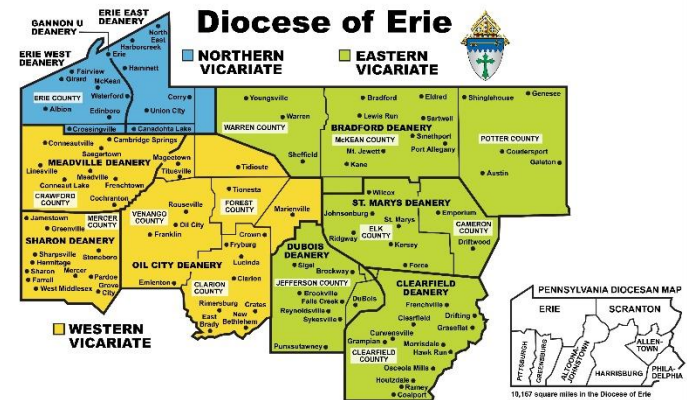 Diocese of Erie
ERIE EAST
DEANERY
GANNON U
DEANERY
ERIE WEST
DEANERY
NORTHERN
VICARIATE
EASTERN
VICARIATE
North
East
Harborcreek
Erie
Fairview
Girard
McKean
Hammett
Waterford
ERIE COUNTY
Albion
Edinboro
Corry
Union City
Crossingville
Canadohta Lake
Youngsville
Warren
WARREN COUNTY
Sheffield
Bradford
Eldred
Lewis Run
Sartwell
BRADFORD DEANERY
McKEAN COUNTY
Smethport
Mt. Jewett
Port Allegany
Kane
Shinglehouse
Genesee
POTTER COUNTY
Coudersport
Galeton
Austin
Conneautville
Cambridge Springs
Saegertown
Mageetown
MEADVILLE DEANERY
Titusville
Linesville
Meadville
Conneaut Lake
Frenchtown
CRAWFORD
COUNTY
Cochranton
Tidioute
Tionesta
FOREST
COUNTY
Marienville
Rouseville
VENANGO
COUNTY
Oil City
Franklin
Jamestown
MERCER
COUNTY
Greenville
SHARON DEANERY
Stoneboro
Sharpsville
Hermitage
Sharon
Mercer
Pardoe
Farrell
Grove
City
West Middlesex
Crown
Fryburg
Lucinda
OIL CITY DEANERY
Emlenton
CLARION
COUNTY
Clarion
Rimersburg
Crates
East
Brady
New
Bethlehem
Wilcox
ST. MARYS DEANERY
Johnsonburg
St. Marys
Emporium
ELK
COUNTY
CAMERON
COUNTY
Ridgway
Kersey
Driftwood
Force
DUBOIS
DEANERY
Sigel
Brockway
JEFFERSON COUNTY
Brookville
Falls Creek
DuBois
Reynoldsville
Sykesville
Punxsutawney
CLEARFIELD
DEANERY
Frenchville
Clearfield
Drifting
Curwensville
Grassflat
Grampian
Morrisdale
Hawk Run
CLEARFIELD
COUNTY
Osceola Mills
Houtzdale
Ramey
Coalport
WESTERN
VICARIATE
PENNSYLVANIA DIOCESAN MAP
ERIE
SCRANTON
PITTSBURGH
GREENSBURG
ALTOONA-
JOHNSTOWN
HARRISBURG
ALLEN-
TOWN
PHILA-
DELPHIA
10,167 square miles in the Diocese of Erie